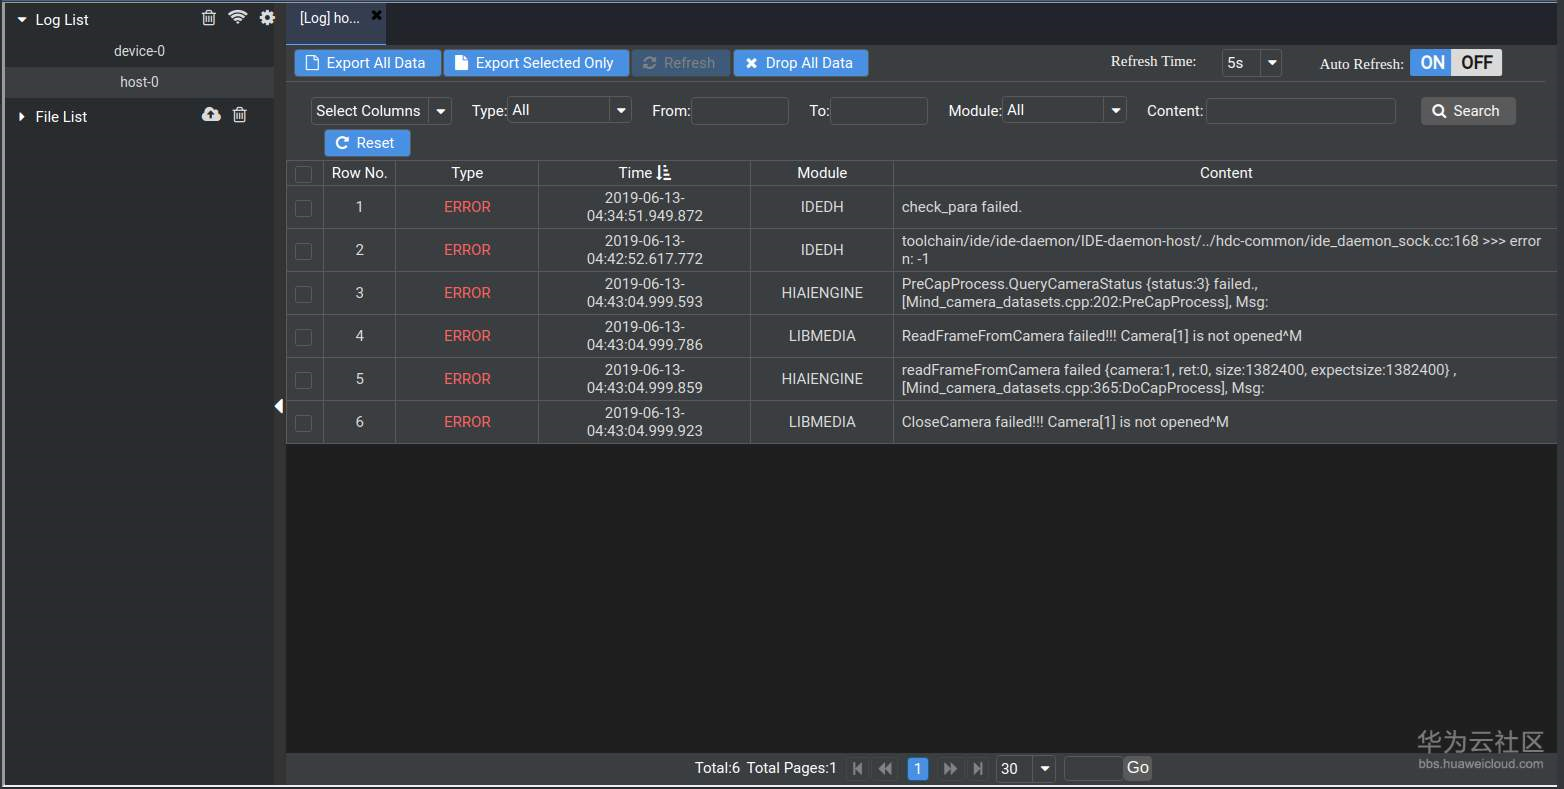 Log List
device-0
host-0
File List
[Log] ho...
Export All Data Export Selected Only Refresh Drop All Data Refresh Time: 5s Auto Refresh: ON OFF
Select Columns Type: All From: To: Module: All Content: Search
Reset
Row No. Type Time Module Content
1 ERROR 2019-06-13-
04:34:51.949.872 IDEDH check_para failed.
2 ERROR 2019-06-13-
04:42:52.617.772 IDEDH toolchain/ide/ide-daemon/IDE-daemon-host/../hdc-common/ide_daemon_sock.cc:168 >>> error
n: -1
3 ERROR 2019-06-13-
04:43:04.999.593 HIAIENGINE PreCapProcess.QueryCameraStatus {status:3} failed.,
[Mind_camera_datasets.cpp:202:PreCapProcess], Msg:
4 ERROR 2019-06-13-
04:43:04.999.786 LIBMEDIA ReadFrameFromCamera failed!!! Camera[1] is not opened^M
5 ERROR 2019-06-13-
04:43:04.999.859 HIAIENGINE readFrameFromCamera failed {camera:1, ret:0, size:1382400, expectsize:1382400} ,
[Mind_camera_datasets.cpp:365:DoCapProcess], Msg:
6 ERROR 2019-06-13-
04:43:04.999.923 LIBMEDIA CloseCamera failed!!! Camera[1] is not opened^M
Total:6 Total Pages:1 1 30 Go
华为云社区
bbs.huaweicloud.com